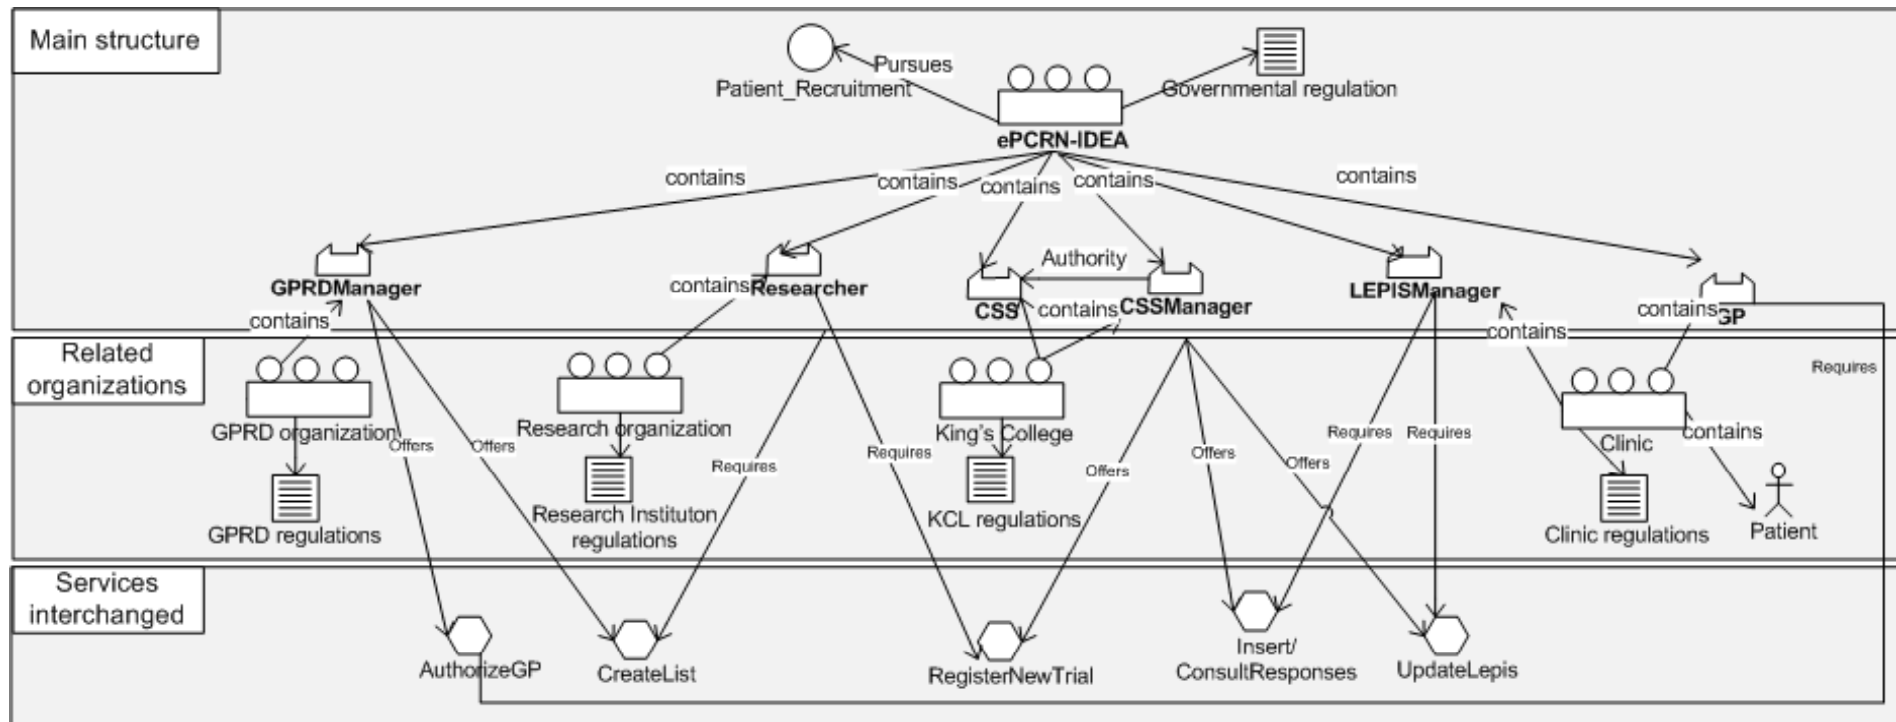 Main structure
Pursues
Patient_Recruitment
Governmental regulation
ePCRN-IDEA
contains
contains
contains
contains
contains
Authority
GPRDManager
Researcher
CSS
CSSManager
LEPISManager
GP
contains
contains
contains
contains
contains
Related
organizations
Requires
GPRD organization
Research organization
King's College
Clinic
contains
Offers
Offers
Requires
Requires
Offers
Offers
Offers
Requires
Requires
GPRD regulations
Research Instituton
regulations
KCL regulations
Clinic regulations
Patient
Services
interchanged
AuthorizeGP
CreateList
RegisterNewTrial
Insert/
ConsultResponses
UpdateLepis